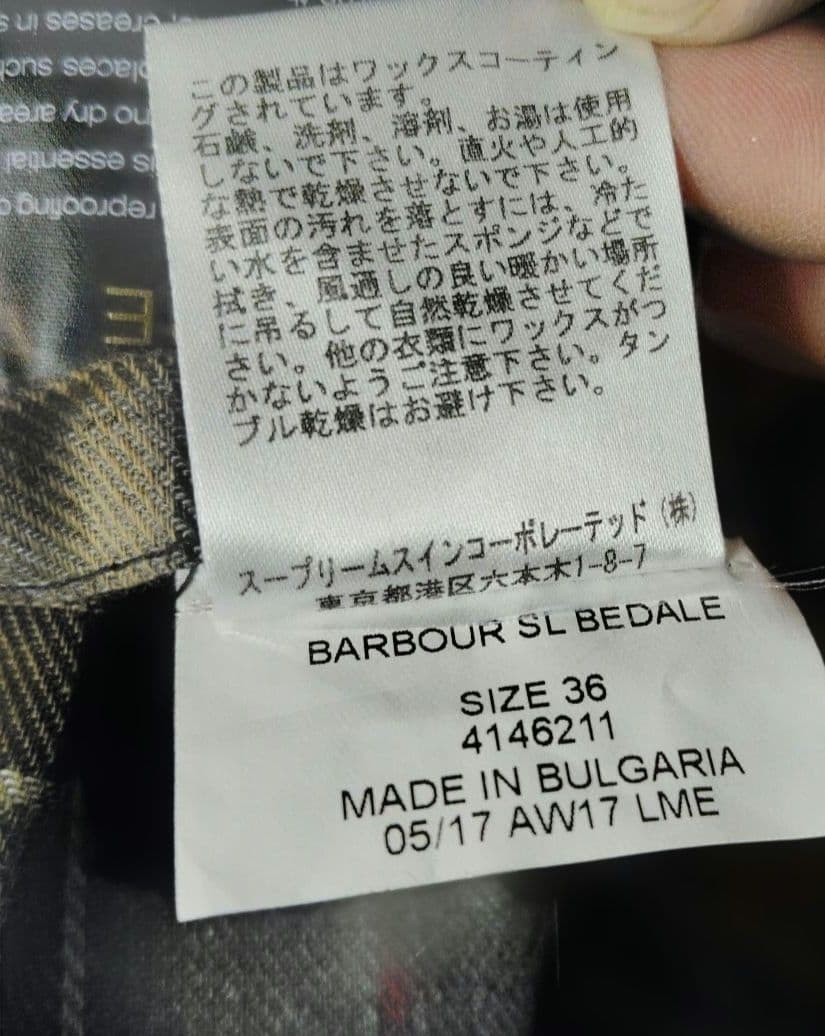 creases in s
places such
no dry area
is essential
reproofing o
E
この製品はワックスコーティン
グされています。
石鹸、洗剤、溶剤、お湯は使用
しないで下さい。直火や人工的
な熱で乾燥させないで下さい。
表面の汚れを落とすには、冷た
い水を含ませたスポンジなどで
拭き、風通しの良い暖かい場所
に吊るして自然乾燥させてくだ
さい。他の衣類にワックスがつ
かないようご注意下さい。タン
ブル乾燥はお避け下さい。
スープリームスインコーポレーテッド（株）
東京都港区六本木1-8-7
BARBOUR SL BEDALE
SIZE 36
4146211
MADE IN BULGARIA
05/17 AW17 LME